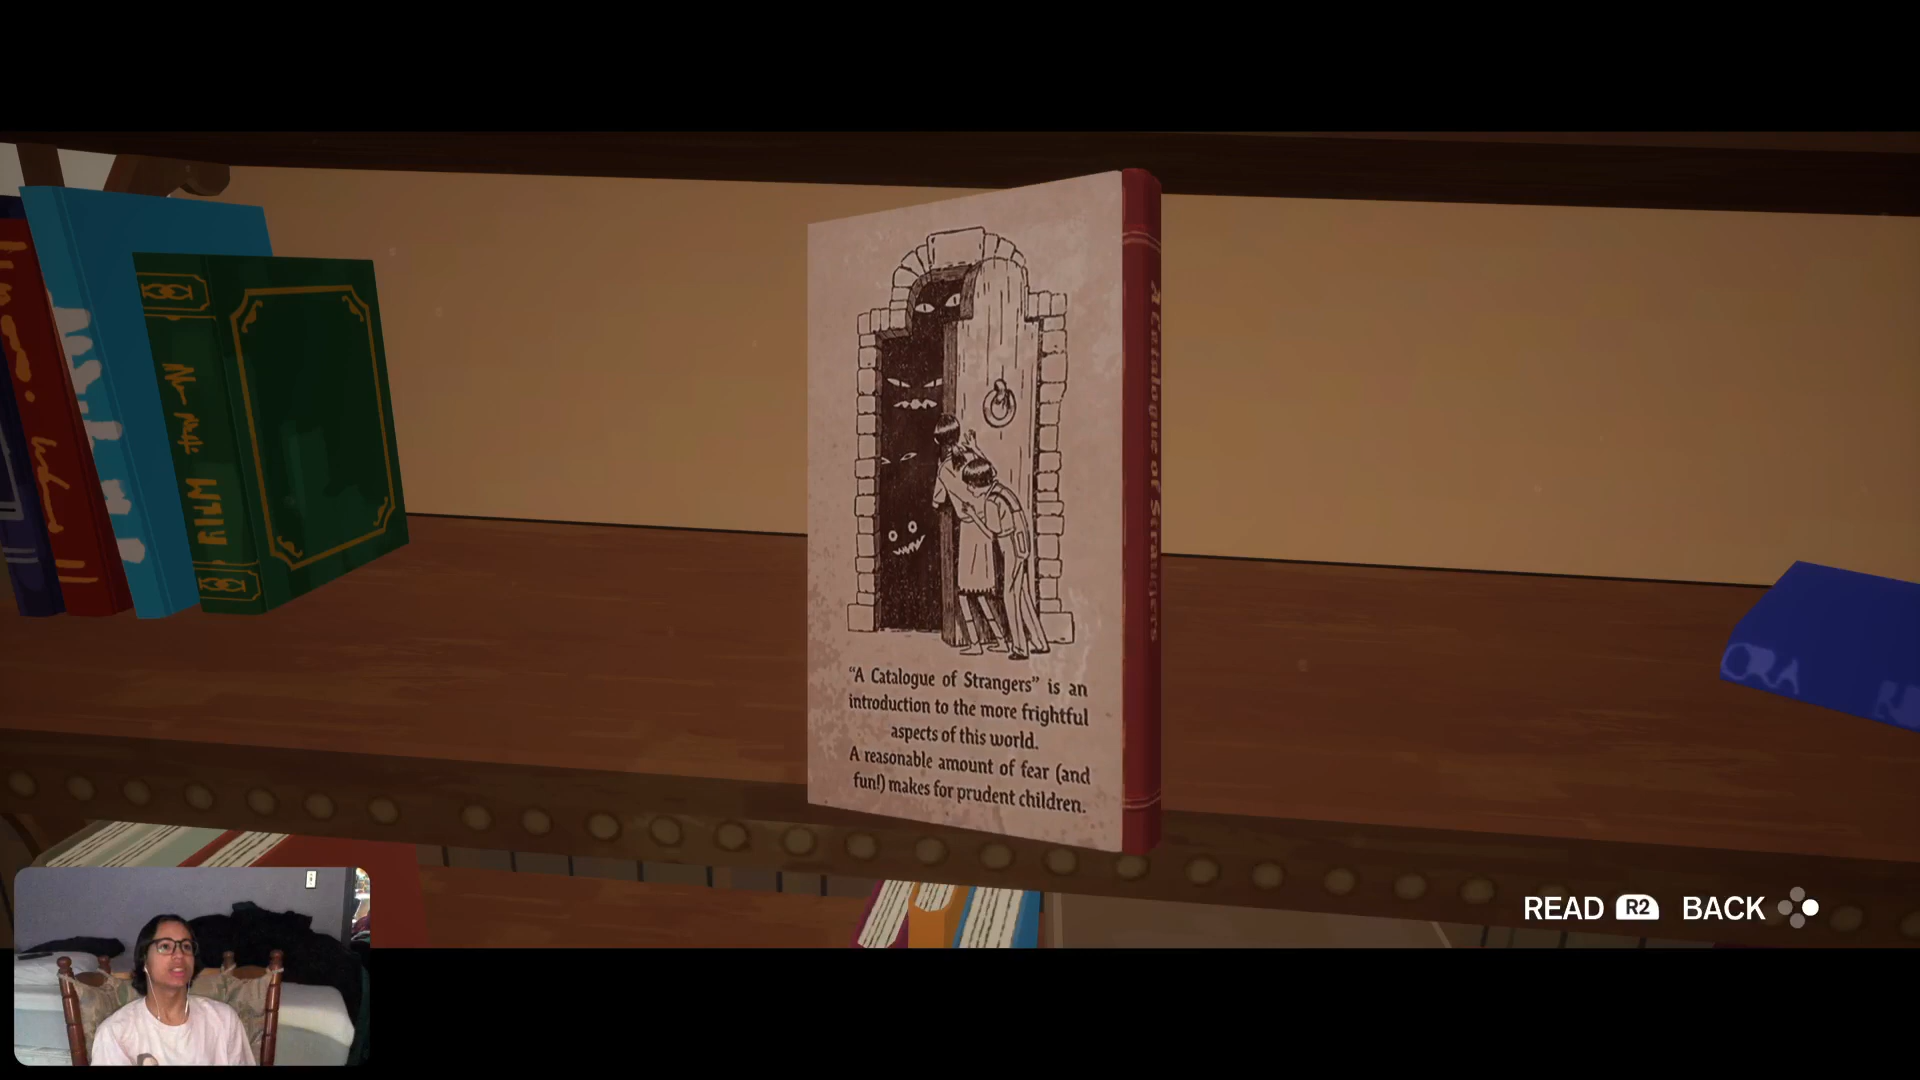 A Catalogue of Strangers
“A Catalogue of Strangers” is an
introduction to the more frightful
aspects of this world.
A reasonable amount of fear (and
fun!) makes for prudent children.
ORA
READ R2 BACK